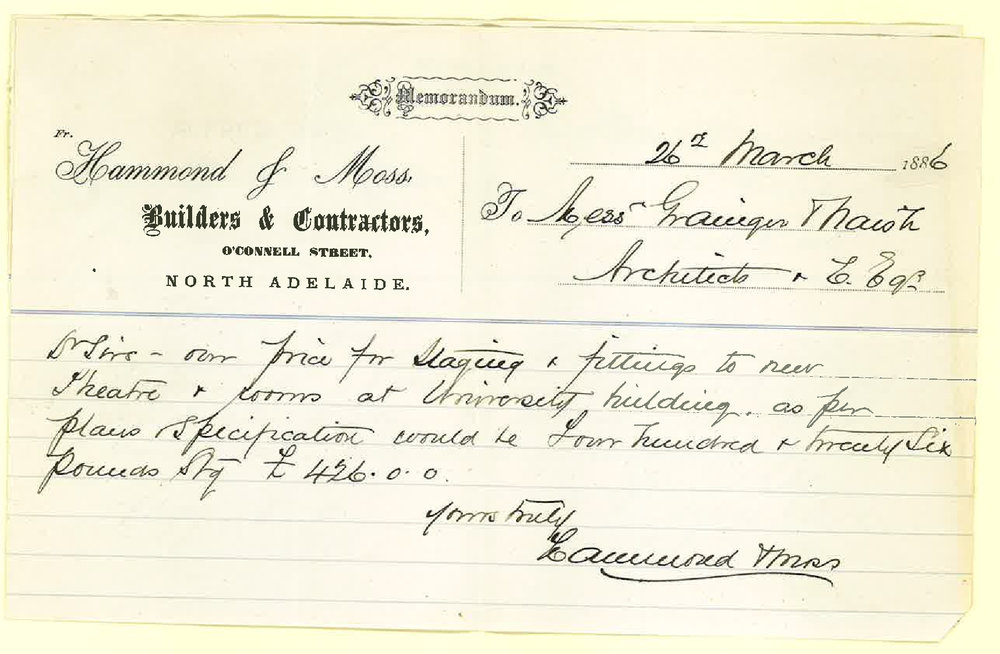 Memorandum.
Fr.
Hammond & Moss,
Builders & Contractors,
O'CONNELL STREET,
NORTH ADELAIDE.
26th March 1886
To Messrs Grainger &
Architects & C. Egrs
Dr Sirs - our price for Staging & fittings to new
Theatre & rooms at University building. as per
plans & Specification would be Four hundred & twenty Six
pounds Stg £ 426.0.0.
Yours truly
Hammond & Moss